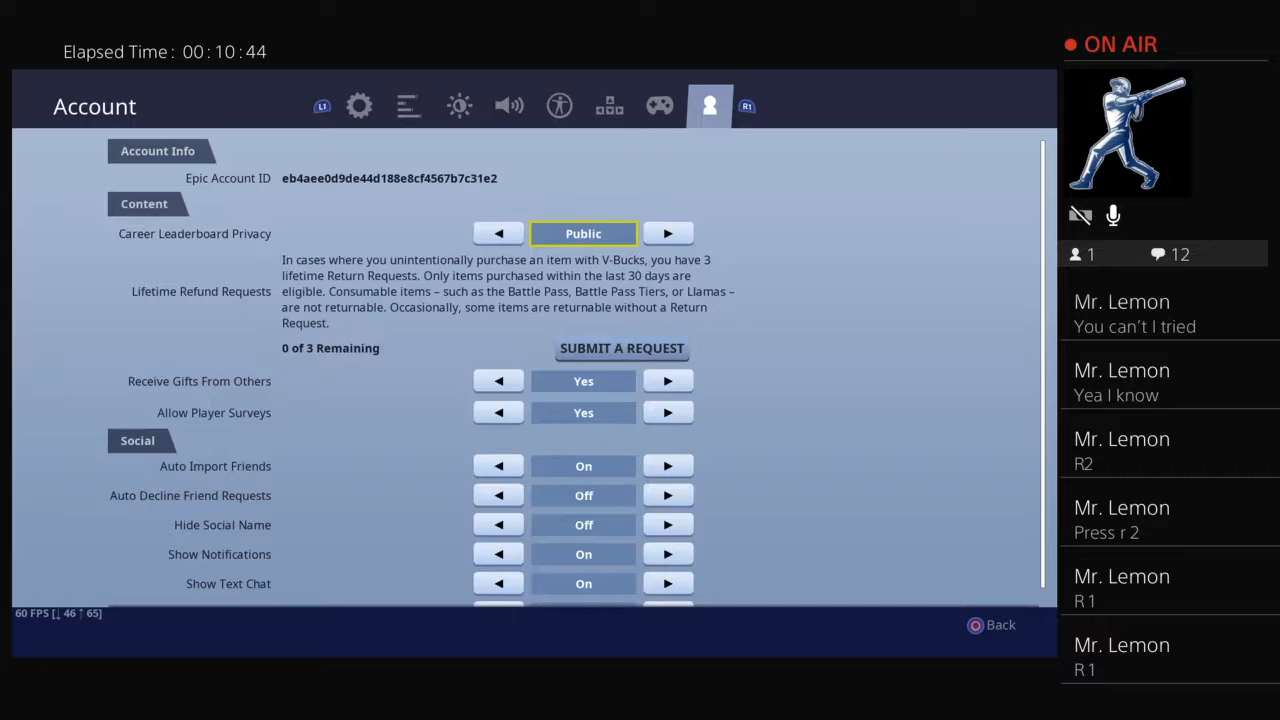 Elapsed Time: 00:10:44
ON AIR
Account
L1
R1
Account Info
Epic Account ID eb4aee0d9de44d188e8cf4567b7c31e2
Content
Career Leaderboard Privacy Public
In cases where you unintentionally purchase an item with V-Bucks, you have 3
lifetime Return Requests. Only items purchased within the last 30 days are
Lifetime Refund Requests eligible. Consumable items – such as the Battle Pass, Battle Pass Tiers, or Llamas –
are not returnable. Occasionally, some items are returnable without a Return
Request.
0 of 3 Remaining SUBMIT A REQUEST
Receive Gifts From Others Yes
Allow Player Surveys Yes
Social
Auto Import Friends On
Auto Decline Friend Requests Off
Hide Social Name Off
Show Notifications On
Show Text Chat On
60 FPS [↓ 46 ↑ 65]
Back
1 12
Mr. Lemon
You can't I tried
Mr. Lemon
Yea I know
Mr. Lemon
R2
Mr. Lemon
Press r 2
Mr. Lemon
R 1
Mr. Lemon
R 1